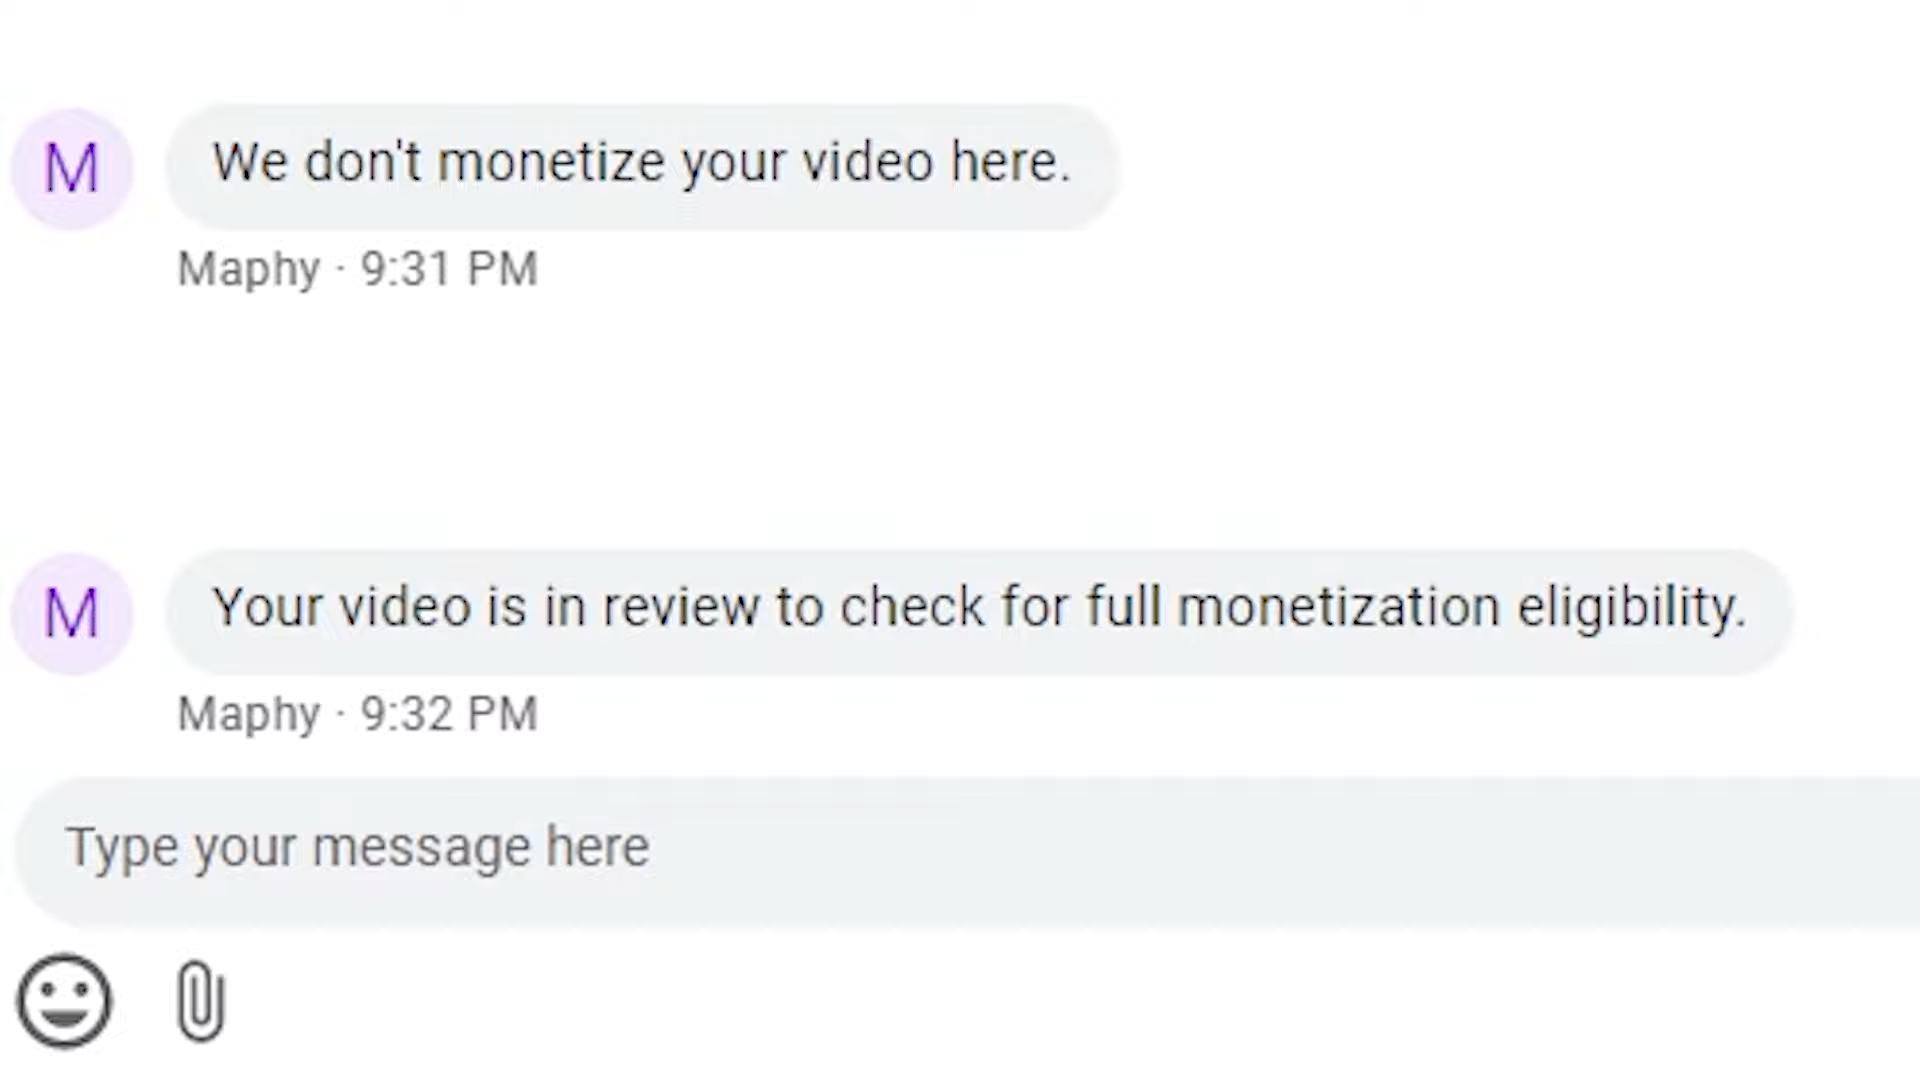 M We don't monetize your video here.
Maphy · 9:31 PM
M Your video is in review to check for full monetization eligibility.
Maphy · 9:32 PM
Type your message here